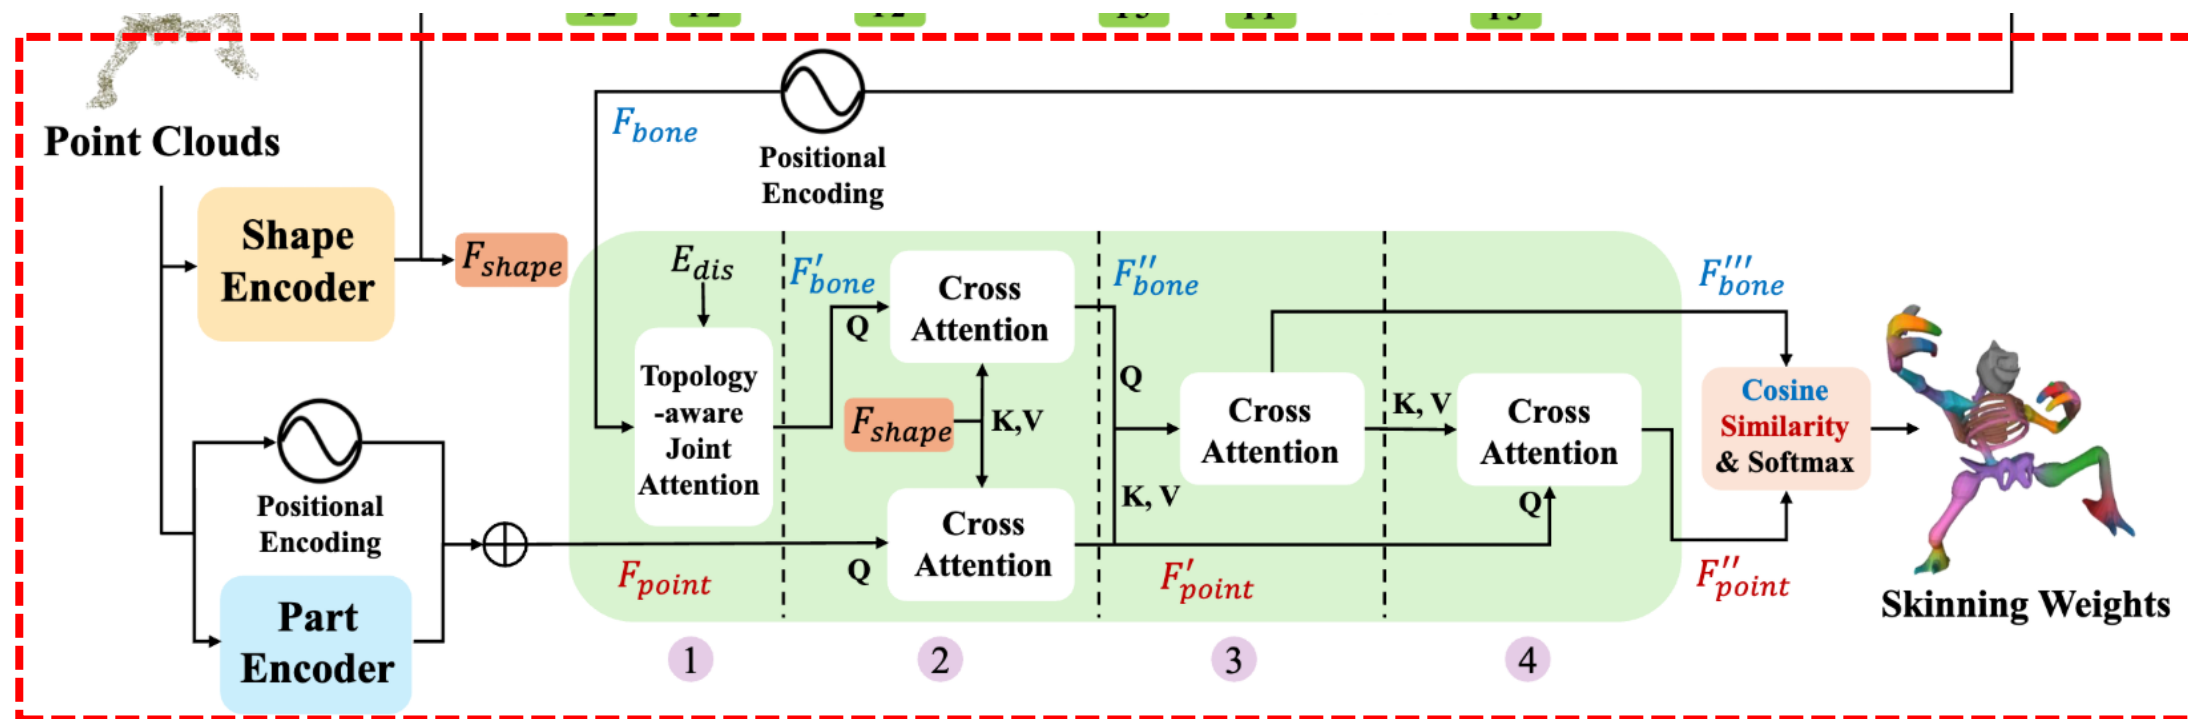 Point Clouds
F_bone
Positional
Encoding
Shape
Encoder
F_shape
E_dis
F'_bone
Cross
Attention
F''_bone
F'''_bone
Q
Topology
-aware
Joint
Attention
F_shape
K,V
Q
Cross
Attention
K, V
Cross
Attention
Cosine
Similarity
& Softmax
K, V
Q
Positional
Encoding
Cross
Attention
Q
F_point
F'_point
F''_point
Skinning Weights
Part
Encoder
1
2
3
4